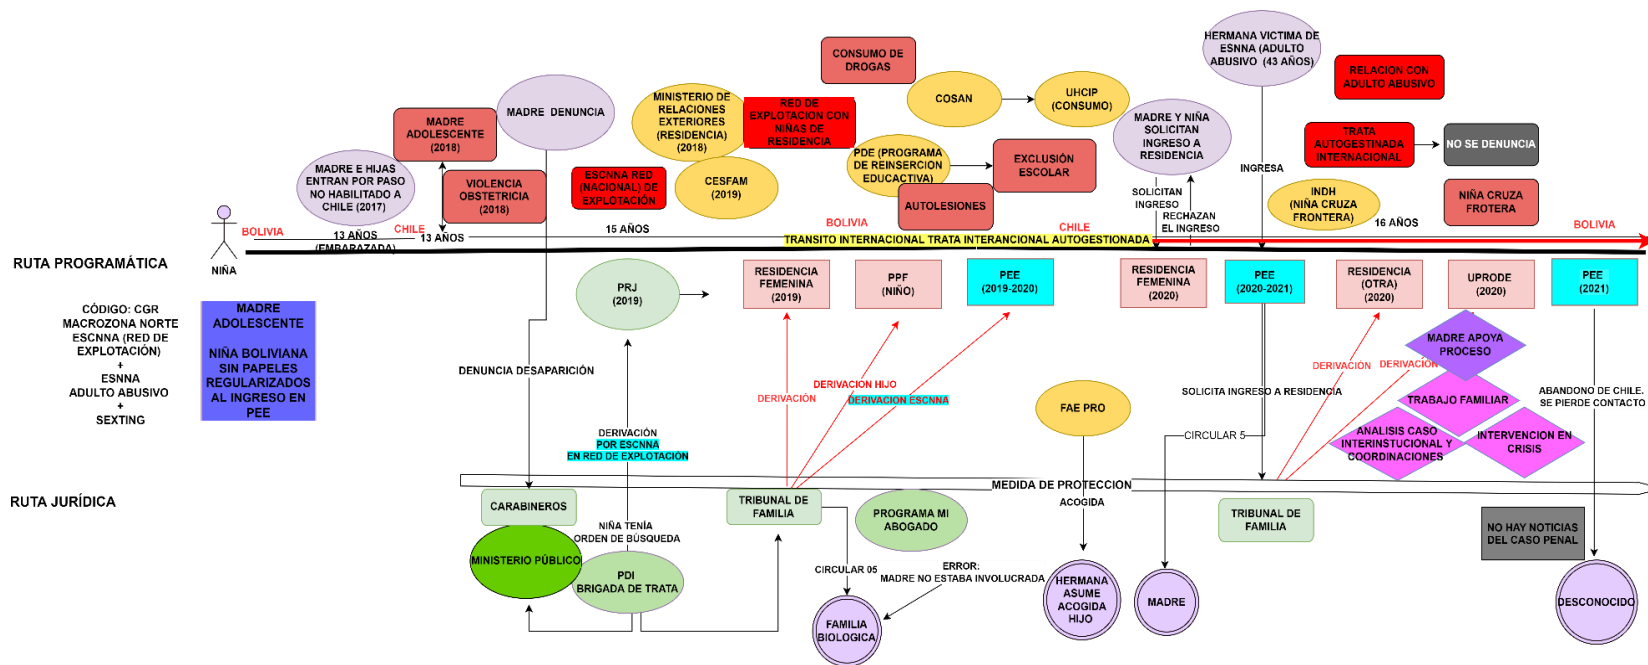 CONSUMO DE
DROGAS
HERMANA VICTIMA DE
ESNNA (ADULTO
ABUSIVO  (43 AÑOS)
RELACION CON
ADULTO ABUSIVO
MADRE
ADOLESCENTE
(2018)
MADRE  DENUNCIA
MINISTERIO DE
RELACIONES
EXTERIORES
(RESIDENCIA)
(2018)
RED DE
EXPLOTACION CON
NIÑAS DE
RESIDENCIA
COSAN
UHCIP
(CONSUMO)
MADRE Y NIÑA
SOLICITAN
INGRESO A
RESIDENCIA
TRATA
AUTOGESTINADA
INTERNACIONAL
NO SE DENUNCIA
MADRE E HIJAS
ENTRAN POR PASO
NO HABILITADO A
CHILE (2017)
VIOLENCIA
OBSTETRICIA
(2018)
ESCNNA RED
(NACIONAL) DE
EXPLOTACIÓN
CESFAM
(2019)
PDE (PROGRAMA
DE REINSERCION
EDUCACTIVA)
EXCLUSIÓN
ESCOLAR
AUTOLESIONES
SOLICITAN
INGRESO
RECHAZAN
EL INGRESO
INGRESA
INDH
(NIÑA CRUZA
FRONTERA)
NIÑA CRUZA
FROTERA
BOLIVIA
CHILE
13 AÑOS
(EMBARAZADA)
13 AÑOS
15 AÑOS
BOLIVIA
CHILE
16 AÑOS
BOLIVIA
TRANSITO INTERNACIONAL TRATA INTERANCIONAL AUTOGESTIONADA
NIÑA
RUTA PROGRAMÁTICA
PRJ
(2019)
RESIDENCIA
FEMENINA
(2019)
PPF
(NIÑO)
PEE
(2019-2020)
RESIDENCIA
FEMENINA
(2020)
PEE
(2020-2021)
RESIDENCIA
(OTRA)
(2020)
UPRODE
(2020)
PEE
(2021)
CÓDIGO: CGR
MACROZONA NORTE
ESCNNA (RED DE
EXPLOTACIÓN)
+
ESNNA
ADULTO ABUSIVO
+
SEXTING
MADRE
ADOLESCENTE
NIÑA BOLIVIANA
SIN PAPELES
REGULARIZADOS
AL INGRESO EN
PEE
DENUNCIA DESAPARICIÓN
DERIVACIÓN
POR ESCNNA
EN RED DE EXPLOTACIÓN
DERIVACIÓN
DERIVACION HIJO
DERIVACION ESCNNA
FAE PRO
SOLICITA INGRESO A RESIDENCIA
CIRCULAR 5
DERIVACIÓN
MADRE APOYA
PROCESO
TRABAJO FAMILIAR
ANALISIS CASO
INTERINSTUCIONAL Y
COORDINACIONES
INTERVENCION EN
CRISIS
ABANDONO DE CHILE.
SE PIERDE CONTACTO
MEDIDA DE PROTECCION
RUTA JURÍDICA
CARABINEROS
MINISTERIO PÚBLICO
NIÑA TENÍA
ORDEN DE BÚSQUEDA
PDI
BRIGADA DE TRATA
TRIBUNAL DE
FAMILIA
PROGRAMA MI
ABOGADO
ACOGIDA
CIRCULAR 05
ERROR:
MADRE NO ESTABA INVOLUCRADA
FAMILIA
BIOLOGICA
HERMANA
ASUME
ACOGIDA
HIJO
MADRE
TRIBUNAL DE
FAMILIA
NO HAY NOTICIAS
DEL CASO PENAL
DESCONOCIDO